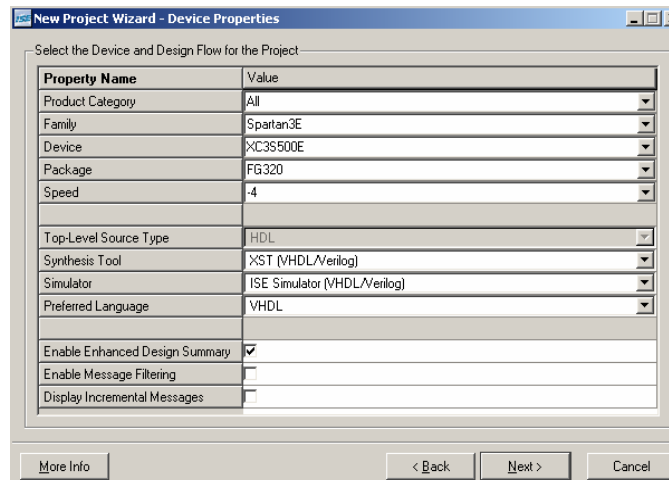 ISE New Project Wizard - Device Properties
Select the Device and Design Flow for the Project
Property Name Value
Product Category All
Family Spartan3E
Device XC3S500E
Package FG320
Speed -4
Top-Level Source Type HDL
Synthesis Tool XST (VHDL/Verilog)
Simulator ISE Simulator (VHDL/Verilog)
Preferred Language VHDL
Enable Enhanced Design Summary
Enable Message Filtering
Display Incremental Messages
More Info < Back Next > Cancel